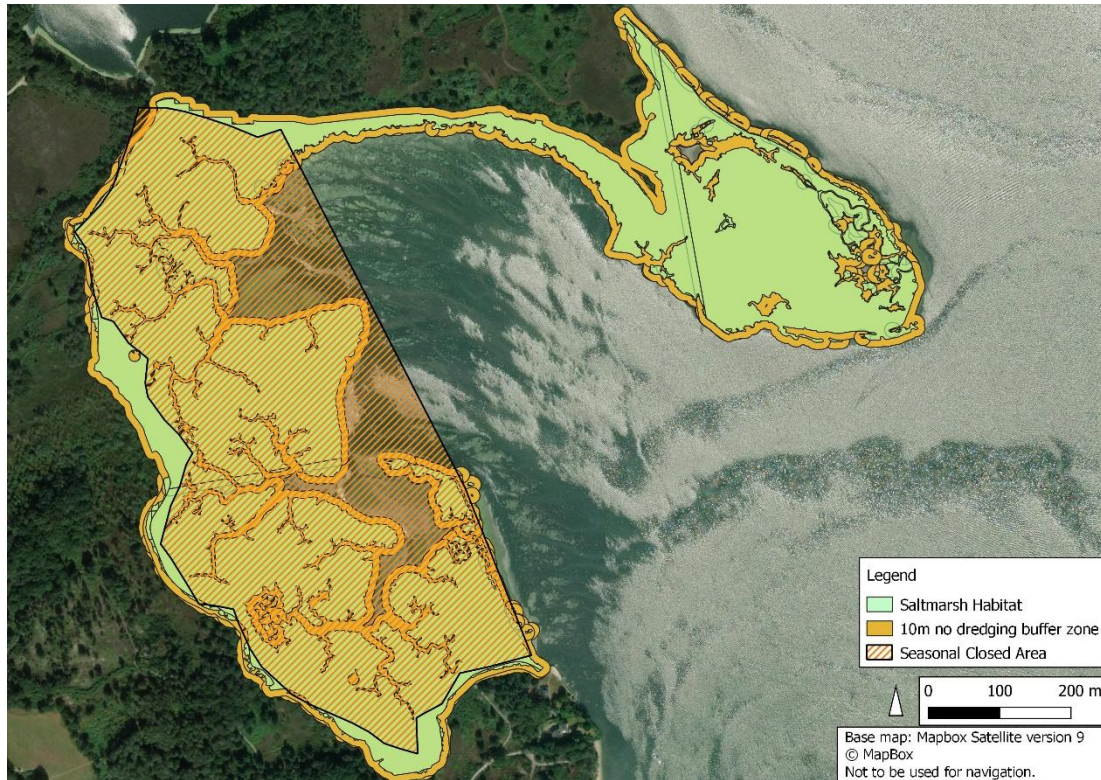 Legend
Saltmarsh Habitat
10m no dredging buffer zone
Seasonal Closed Area
0 100 200 m
Base map: Mapbox Satellite version 9
© MapBox
Not to be used for navigation.